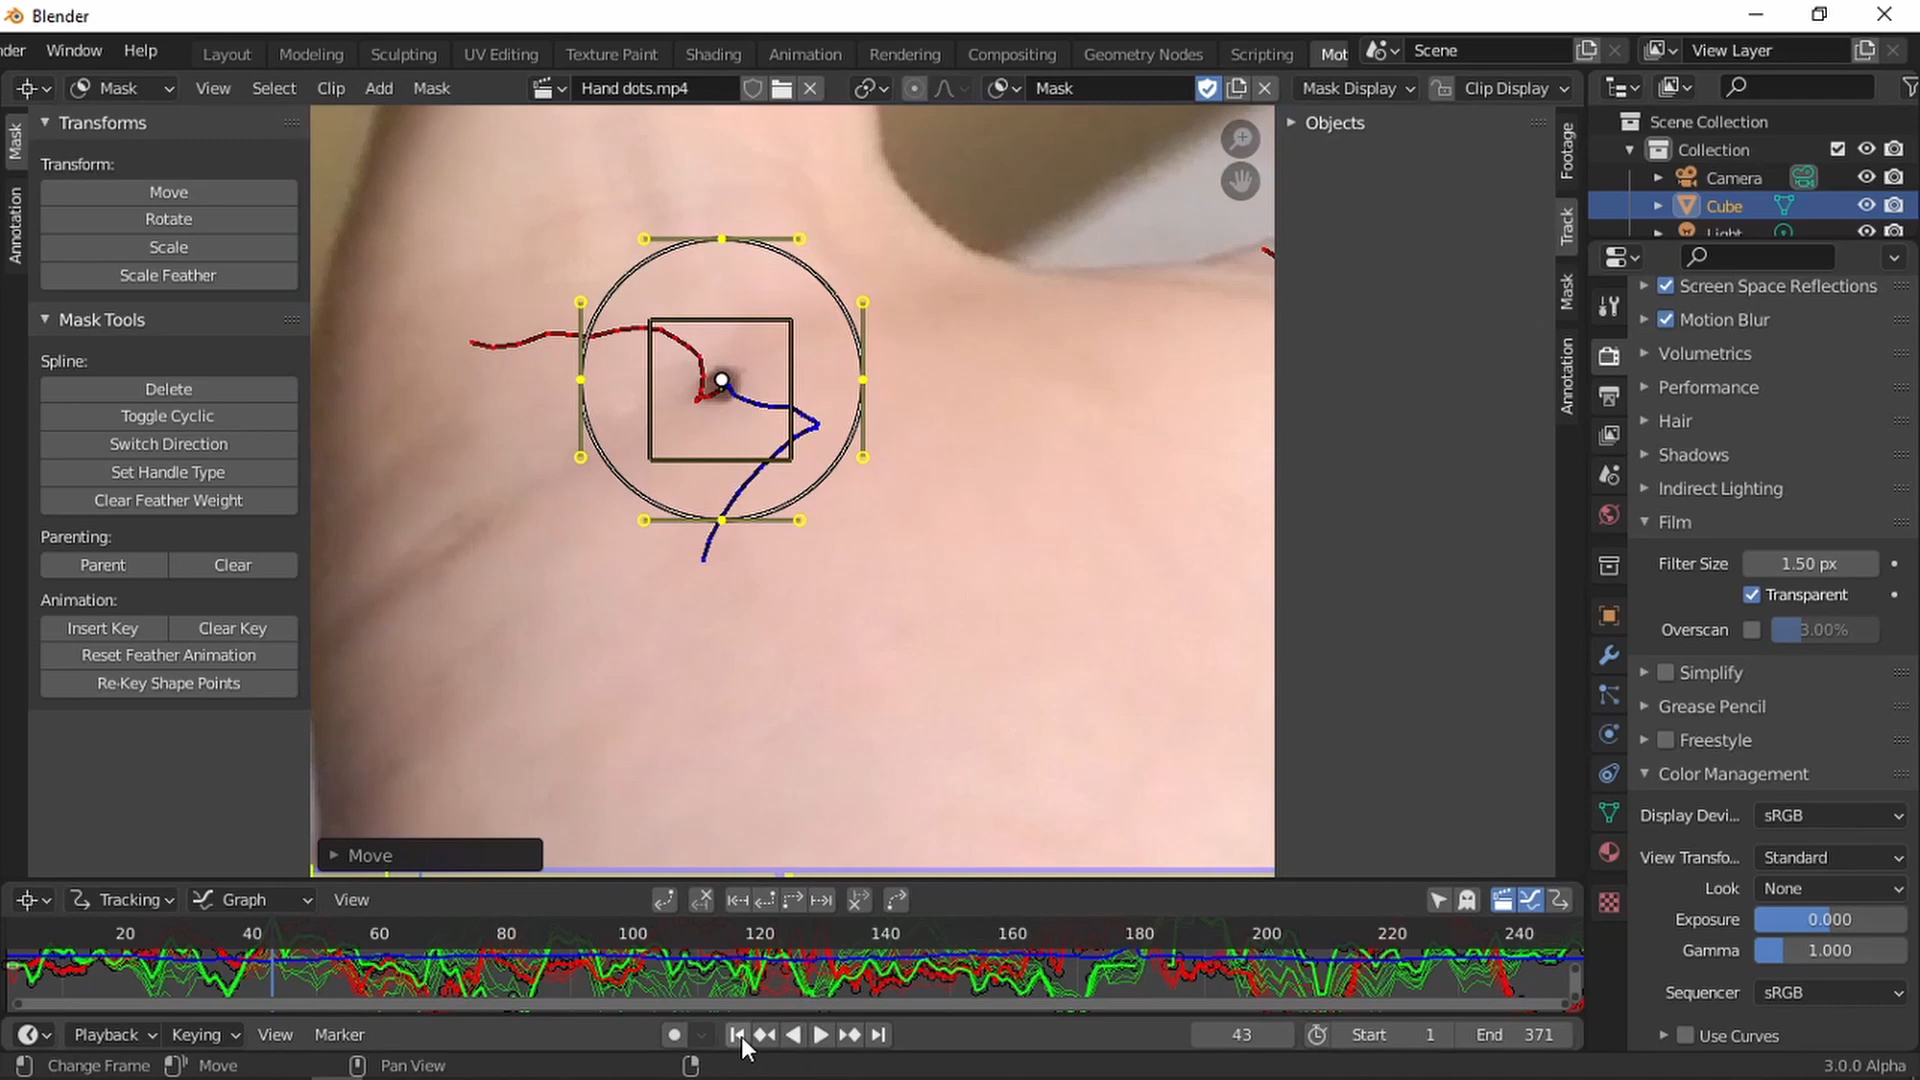 Blender
nder Window Help Layout Modeling Sculpting UV Editing Texture Paint Shading Animation Rendering Compositing Geometry Nodes Scripting Mot Scene View Layer
Mask View Select Clip Add Mask Hand dots.mp4 Mask Mask Display Clip Display
Mask
Annotation
Transforms
Transform:
Move
Rotate
Scale
Scale Feather
Mask Tools
Spline:
Delete
Toggle Cyclic
Switch Direction
Set Handle Type
Clear Feather Weight
Parenting:
Parent Clear
Animation:
Insert Key Clear Key
Reset Feather Animation
Re-Key Shape Points
Move
Objects
Footage
Track
Mask
Annotation
Scene Collection
Collection
Camera
Cube
Light
Screen Space Reflections
Motion Blur
Volumetrics
Performance
Hair
Shadows
Indirect Lighting
Film
Filter Size 1.50 px
Transparent
Overscan 3.00%
Simplify
Grease Pencil
Freestyle
Color Management
Display Devi... sRGB
View Transfo... Standard
Look None
Exposure 0.000
Gamma 1.000
Sequencer sRGB
Use Curves
Tracking Graph View
20 40 60 80 100 120 140 160 180 200 220 240
Playback Keying View Marker 43 Start 1 End 371
Change Frame Move Pan View 3.0.0 Alpha